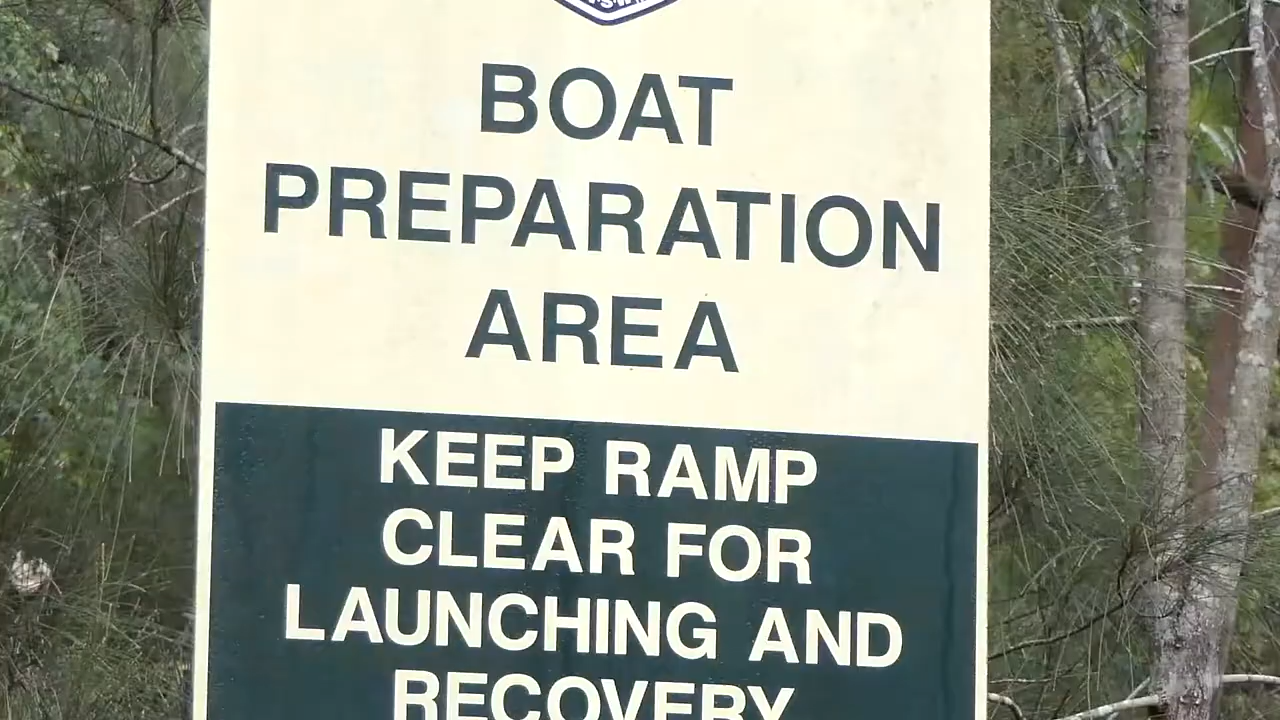 N.S.W.
BOAT
PREPARATION
AREA
KEEP RAMP
CLEAR FOR
LAUNCHING AND
RECOVERY